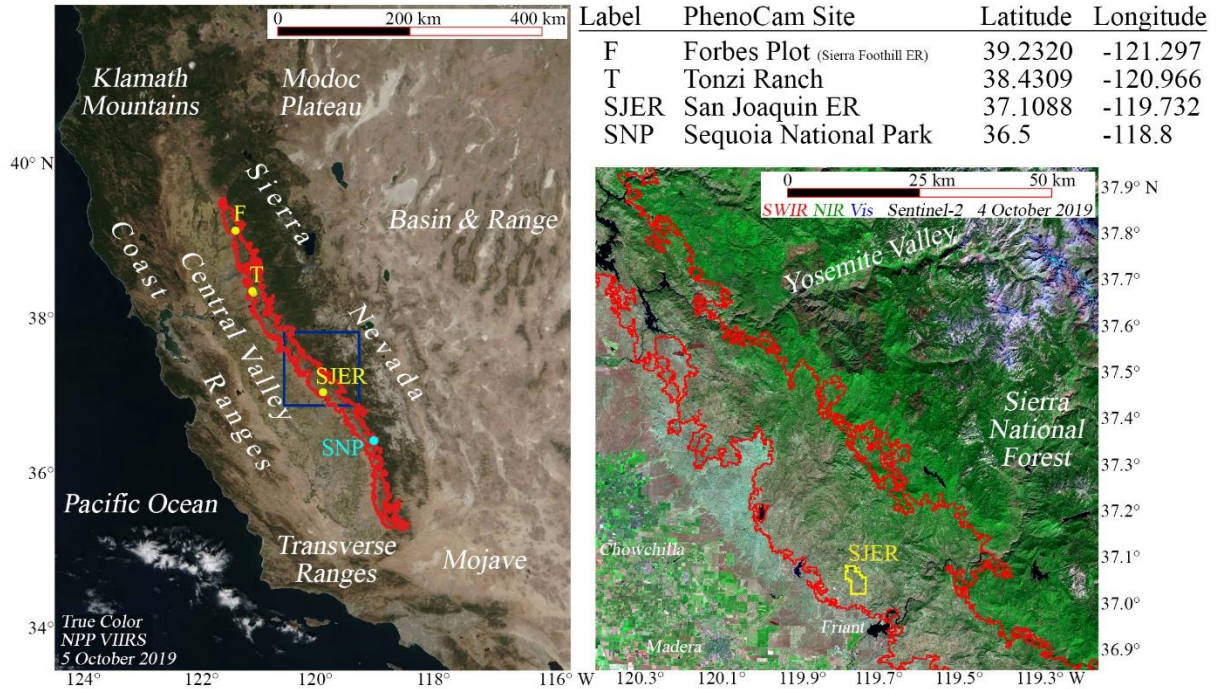 0 200 km 400 km
Klamath
Mountains
Modoc
Plateau
40° N
Sierra
Nevada
Basin & Range
Coast
Ranges
Central Valley
F
T
38°
SJER
SNP
36°
Pacific Ocean
Transverse
Ranges
Mojave
True Color
NPP VIIRS
5 October 2019
34°
124° 122° 120° 118° 116° W
Label PhenoCam Site Latitude Longitude
F Forbes Plot (Sierra Foothill ER) 39.2320 -121.297
T Tonzi Ranch 38.4309 -120.966
SJER San Joaquin ER 37.1088 -119.732
SNP Sequoia National Park 36.5 -118.8
0 25 km 50 km
SWIR NIR Vis Sentinel-2 4 October 2019
37.9° N
37.8°
Yosemite Valley
37.7°
37.6°
37.5°
Sierra
National
Forest
37.4°
37.3°
37.2°
Chowchilla
SJER
37.1°
37.0°
Friant
Madera
36.9°
120.3° 120.1° 119.9° 119.7° 119.5° 119.3° W